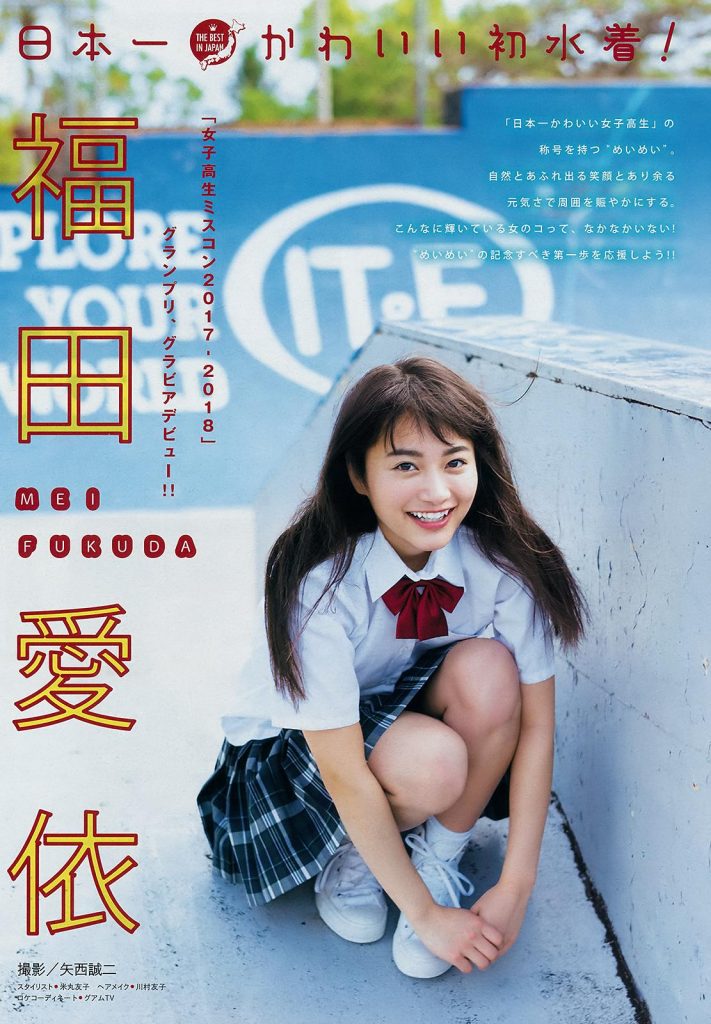 日本一
THE BEST
IN JAPAN
かわいい初水着!
「日本一かわいい女子高生」の
称号を持つ“めいめい”。
自然とあふれ出る笑顔とあり余る
元気さで周囲を賑やかにする。
こんなに輝いている女のコって、なかなかいない!
“めいめい”の記念すべき第一歩を応援しよう!!
「女子高生ミスコン2017-2018」
グランプリ、グラビアデビュー!!
福田愛依
MEI
FUKUDA
PLORE
YOUR
WORLD
IT&E
撮影/矢西誠二
スタイリスト●米丸友子 ヘアメイク●川村友子
ロケコーディネート●グアムTV